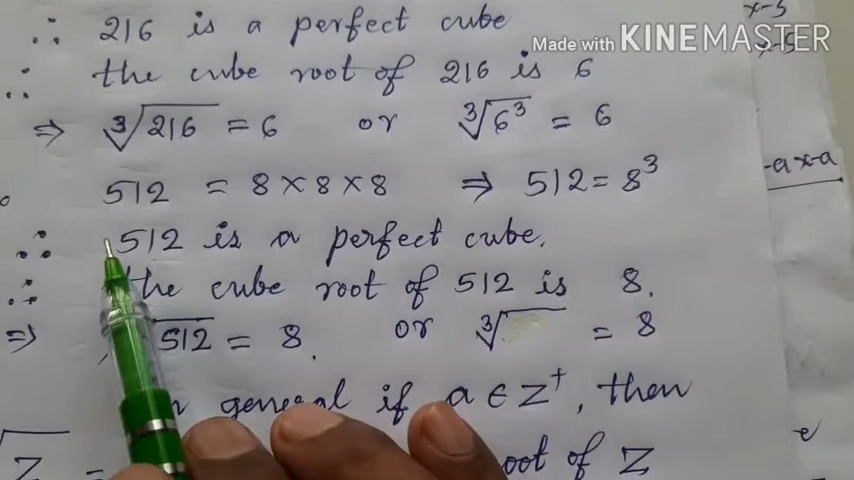 ∴ 216 is a perfect cube
Made with KINEMASTER
x-5
∴ the cube root of 216 is 6
x-5
⇒ ∛216 = 6 or ∛6³ = 6
512 = 8×8×8 ⇒ 512 = 8³
-a x-a
∴ 512 is a perfect cube.
∴ the cube root of 512 is 8.
⇒ 512 = 8. or ∛ = 8
general if a ∈ Z⁺, then
Z = root of Z
e